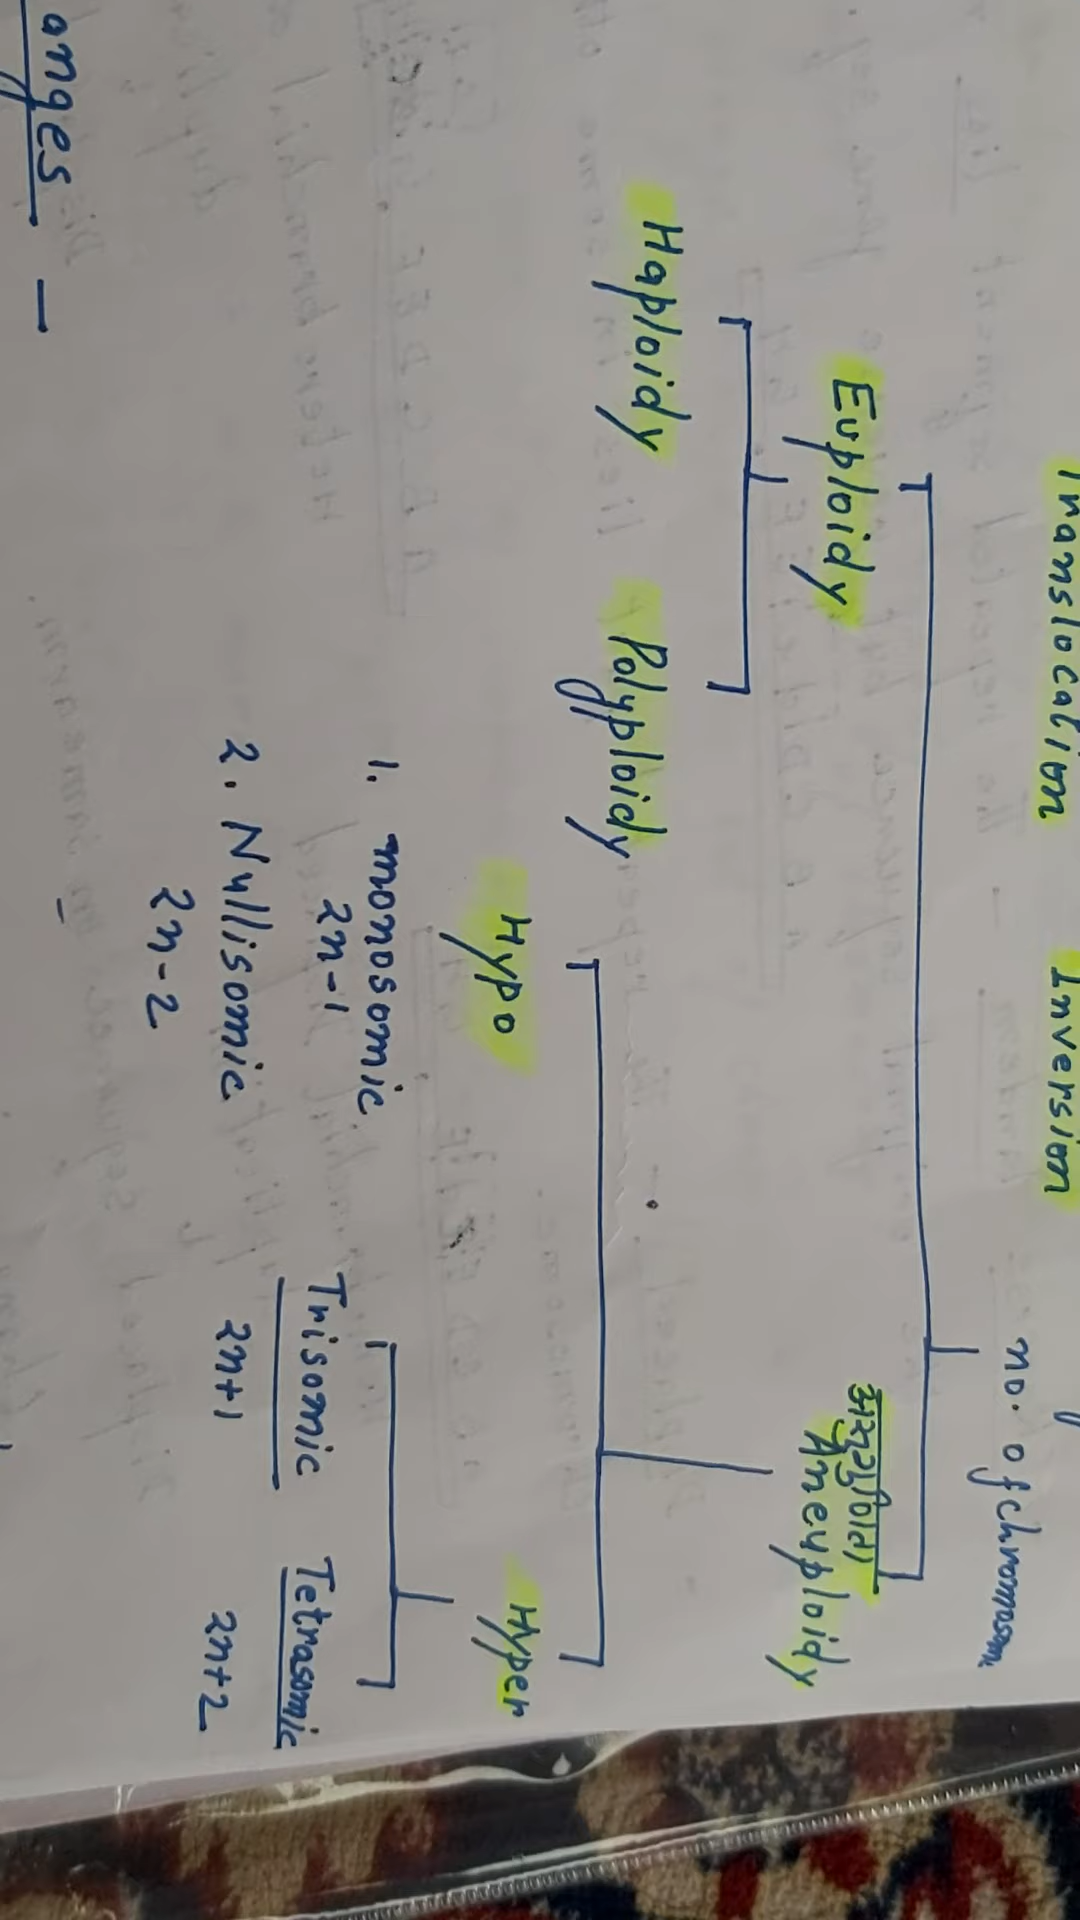 Translocation Inversion
no. of chromosom
Euploidy
Aneuploidy
Haploidy Polyploidy
Hypo Hyper
1. monosomic
2n-1
Trisomic Tetrasomic
2n+1 2n+2
2. Nullisomic
2n-2
anges -